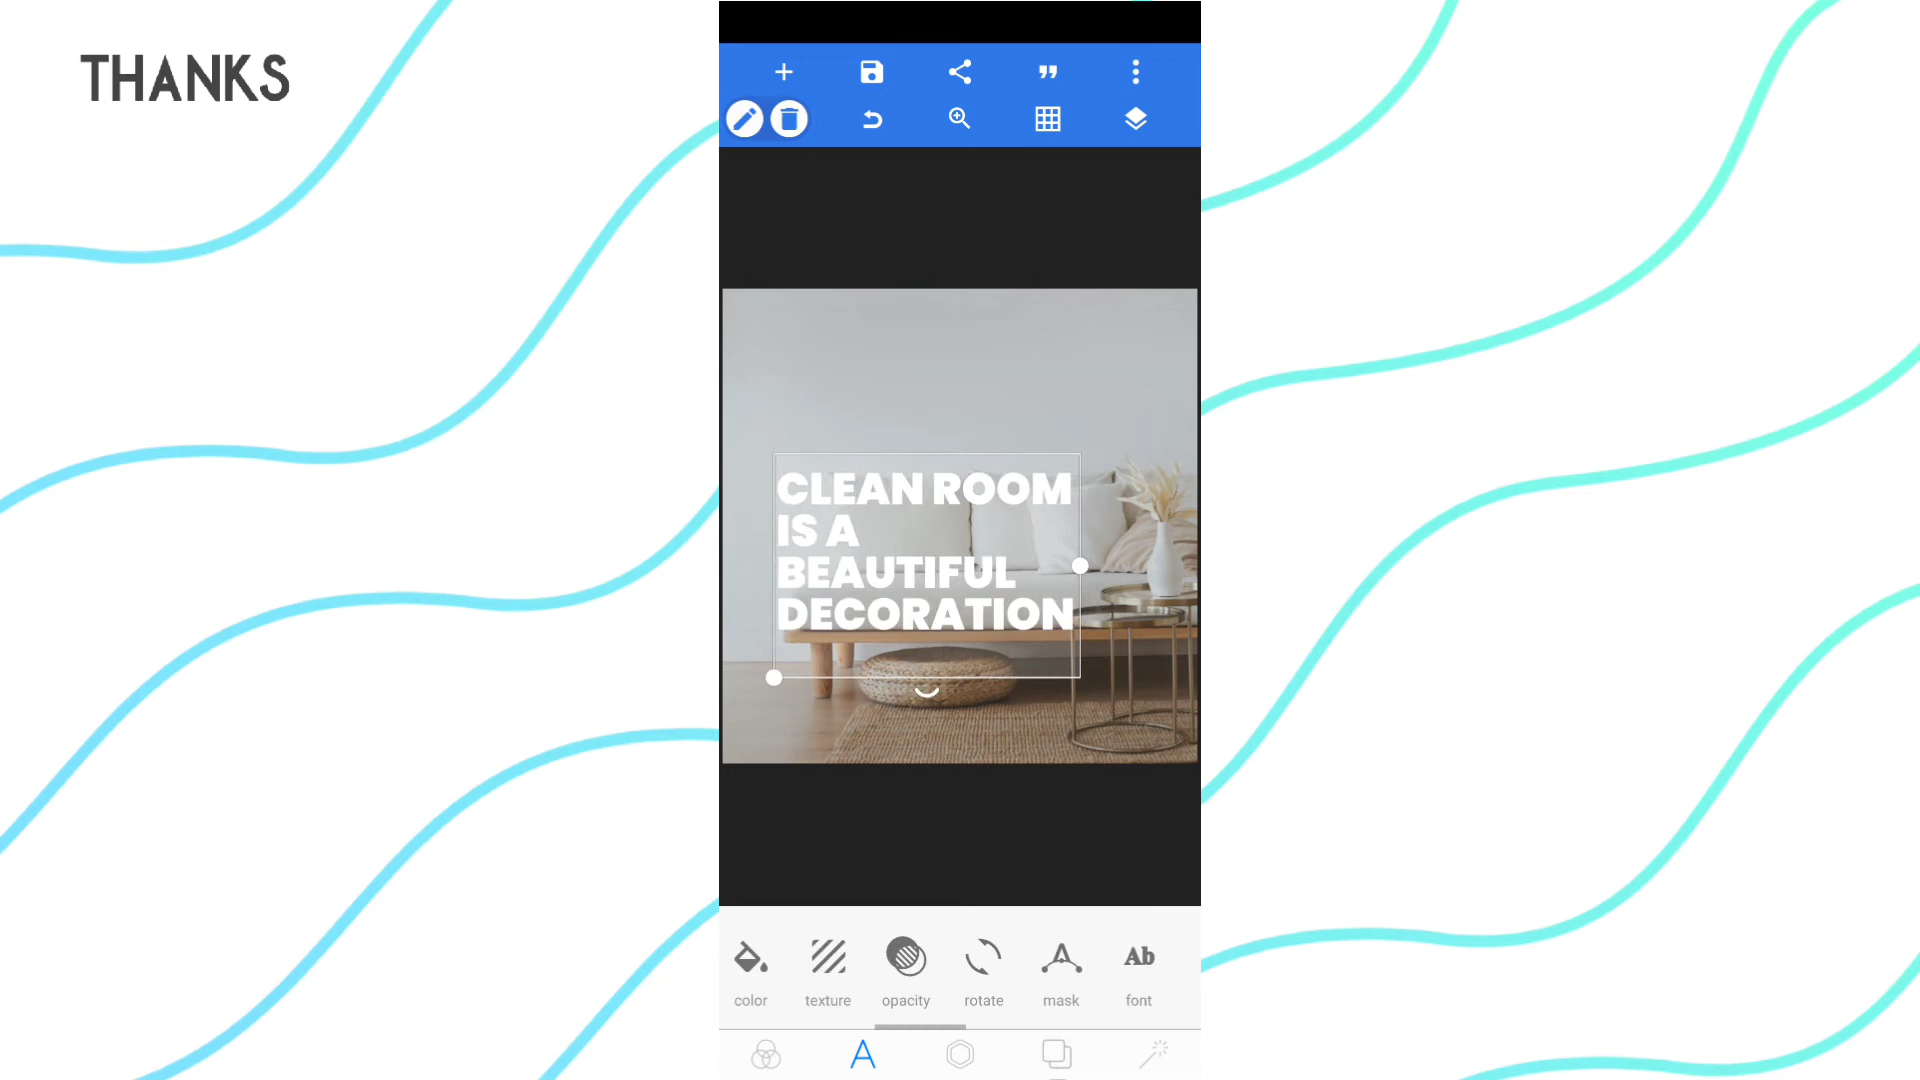 THANKS
CLEAN ROOM
IS A
BEAUTIFUL
DECORATION
color texture opacity rotate mask Ab font